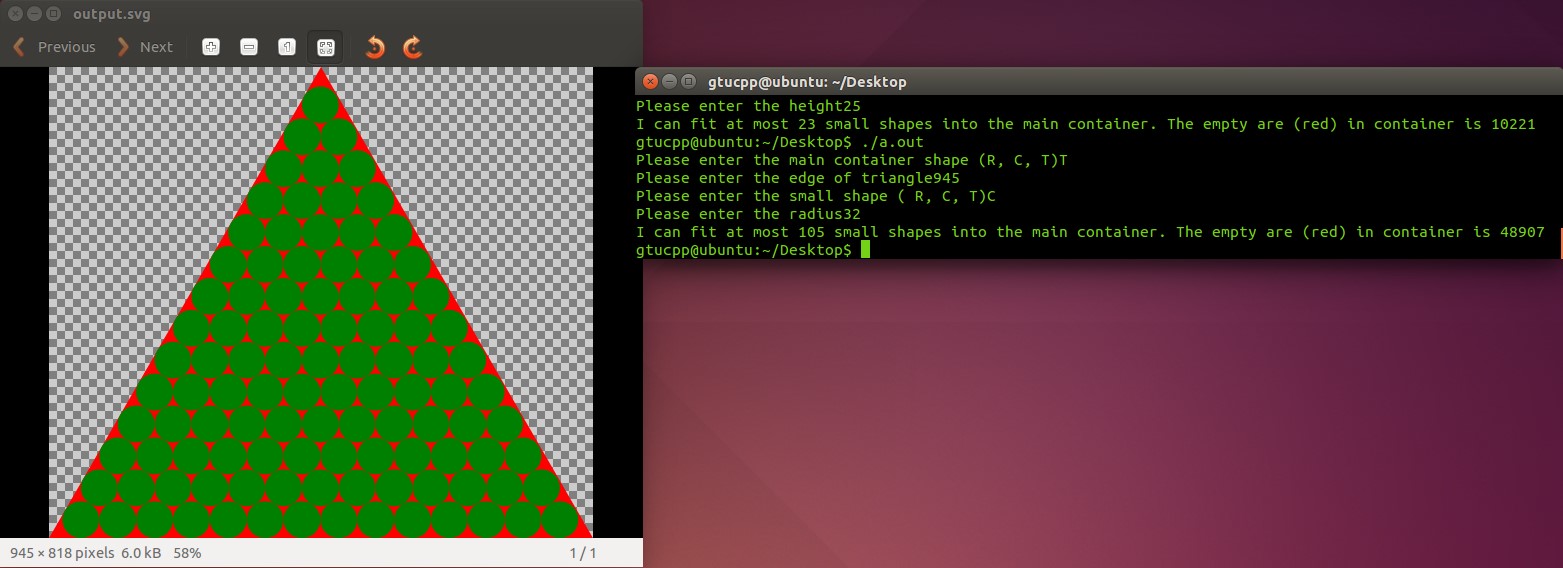 output.svg
Previous Next
945 × 818 pixels 6.0 kB 58% 1 / 1
gtucpp@ubuntu: ~/Desktop
Please enter the height25
I can fit at most 23 small shapes into the main container. The empty are (red) in container is 10221
gtucpp@ubuntu:~/Desktop$ ./a.out
Please enter the main container shape (R, C, T)T
Please enter the edge of triangle945
Please enter the small shape ( R, C, T)C
Please enter the radius32
I can fit at most 105 small shapes into the main container. The empty are (red) in container is 48907
gtucpp@ubuntu:~/Desktop$